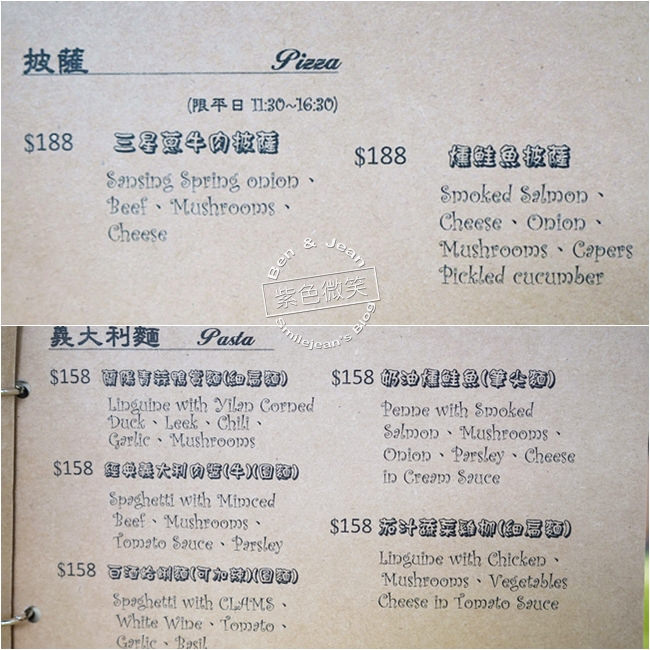 披薩 Pizza
(限平日 11:30~16:30)
$188 三星蔥牛肉披薩
Sansing Spring onion、
Beef、Mushrooms、
Cheese
$188 燻鮭魚披薩
Smoked Salmon、
Cheese、Onion、
Mushrooms、Capers
Pickled cucumber
Ben & Jean
紫色微笑
Smilejean's Blog
義大利麵 Pasta
$158 蘭陽青蒜鴨賞麵(細扁麵)
Linguine with Yilan Corned
Duck、Leek、Chili、
Garlic、Mushrooms
$158 經典義大利肉醬(牛)(圓麵)
Spaghetti with Mimced
Beef、Mushrooms、
Tomato Sauce、Parsley
$158 白酒蛤蜊麵(可加辣)(圓麵)
Spaghetti with CLAMS、
White Wine、Tomato、
Garlic、Basil
$158 奶油燻鮭魚(筆尖麵)
Penne with Smoked
Salmon、Mushrooms、
Onion、Parsley、Cheese
in Cream Sauce
$158 茄汁蔬菜雞柳(細扁麵)
Linguine with Chicken、
Mushrooms、Vegetables
Cheese in Tomato Sauce